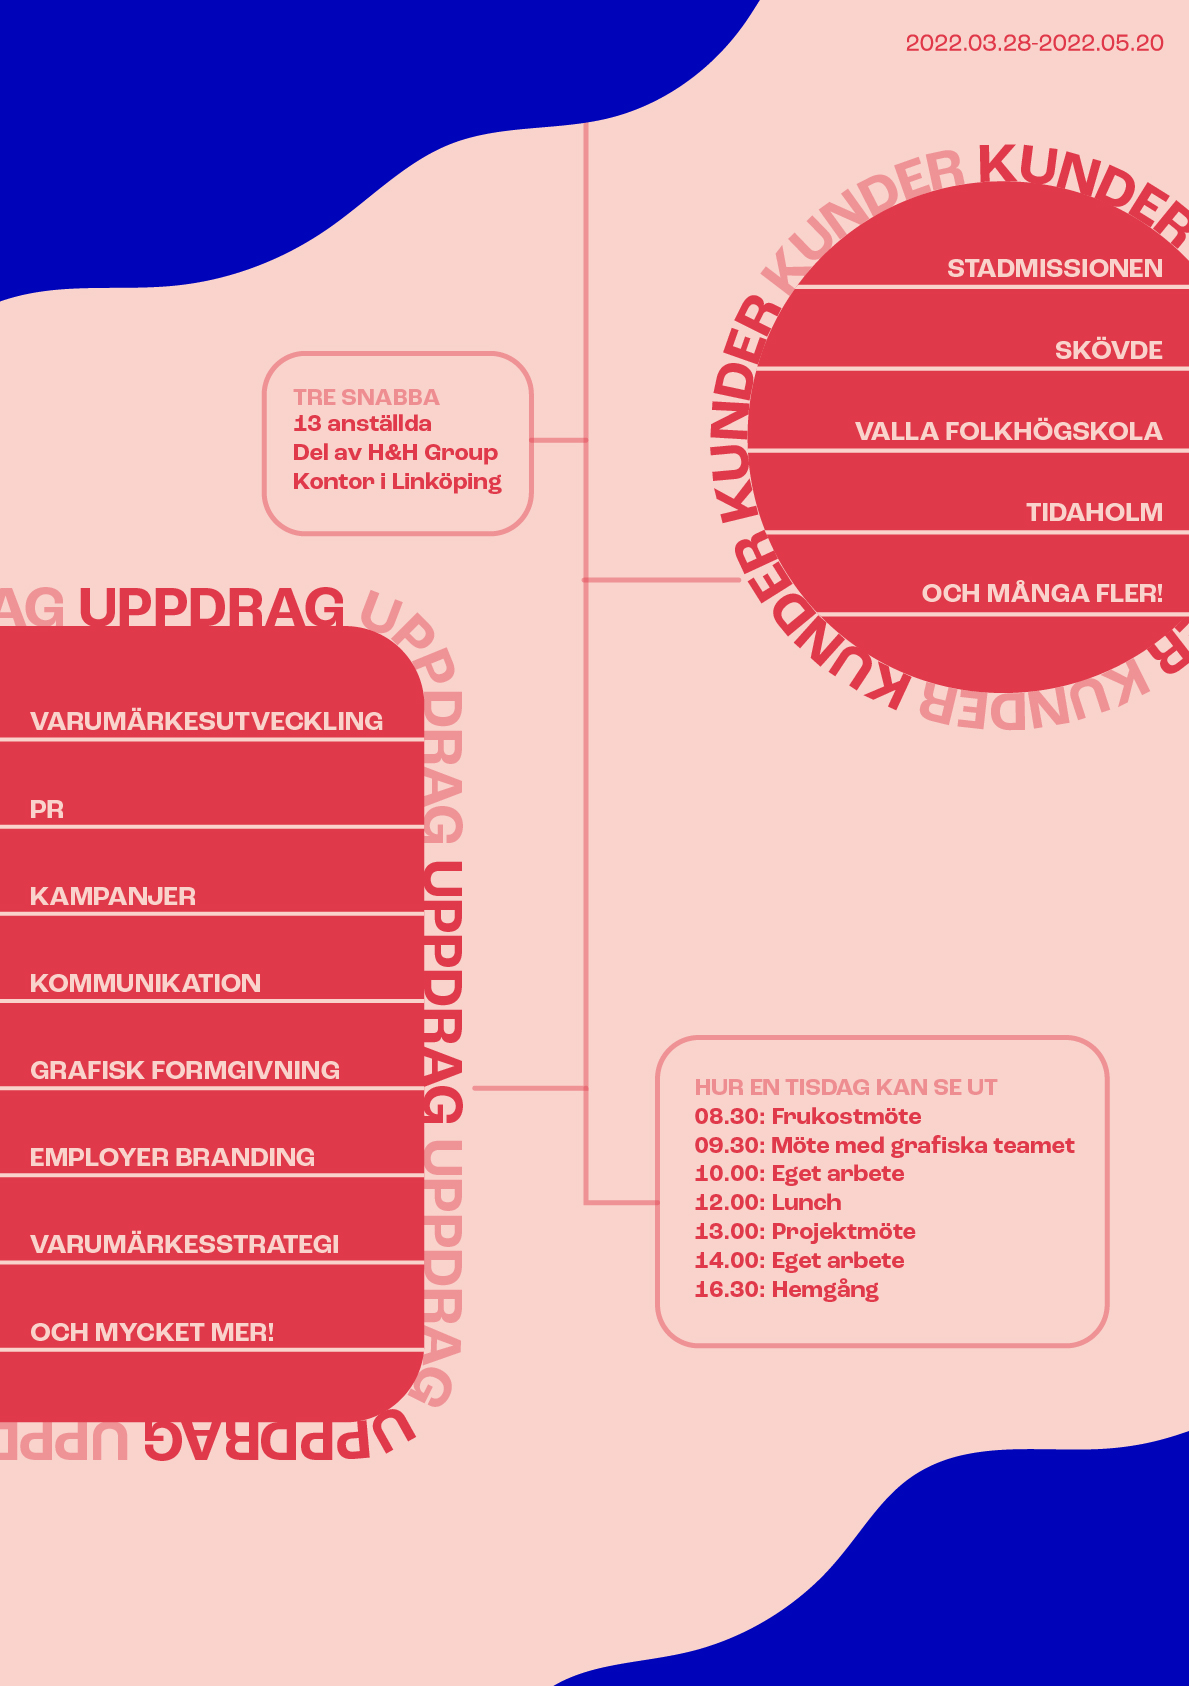 2022.03.28-2022.05.20
KUNDER KUNDER KUNDER KUNDER KUNDER
STADMISSIONEN
SKÖVDE
VALLA FOLKHÖGSKOLA
TIDAHOLM
OCH MÅNGA FLER!
TRE SNABBA
13 anställda
Del av H&H Group
Kontor i Linköping
AG UPPDRAG UPPDRAG UPPDRAG UPPDRAG UPPDRAG UPPD
VARUMÄRKESUTVECKLING
PR
KAMPANJER
KOMMUNIKATION
GRAFISK FORMGIVNING
EMPLOYER BRANDING
VARUMÄRKESSTRATEGI
OCH MYCKET MER!
HUR EN TISDAG KAN SE UT
08.30: Frukostmöte
09.30: Möte med grafiska teamet
10.00: Eget arbete
12.00: Lunch
13.00: Projektmöte
14.00: Eget arbete
16.30: Hemgång